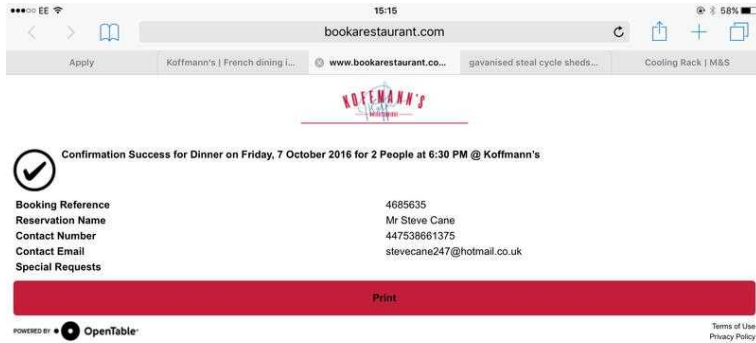 EE 15:15 58%
bookarestaurant.com
Apply Koffmann's | French dining i... www.bookarestaurant.co... gavanised steal cycle sheds... Cooling Rack | M&S
KOFFMANN'S
Confirmation Success for Dinner on Friday, 7 October 2016 for 2 People at 6:30 PM @ Koffmann's
Booking Reference 4685635
Reservation Name Mr Steve Cane
Contact Number 447538661375
Contact Email stevecane247@hotmail.co.uk
Special Requests
Print
POWERED BY OpenTable
Terms of Use
Privacy Policy